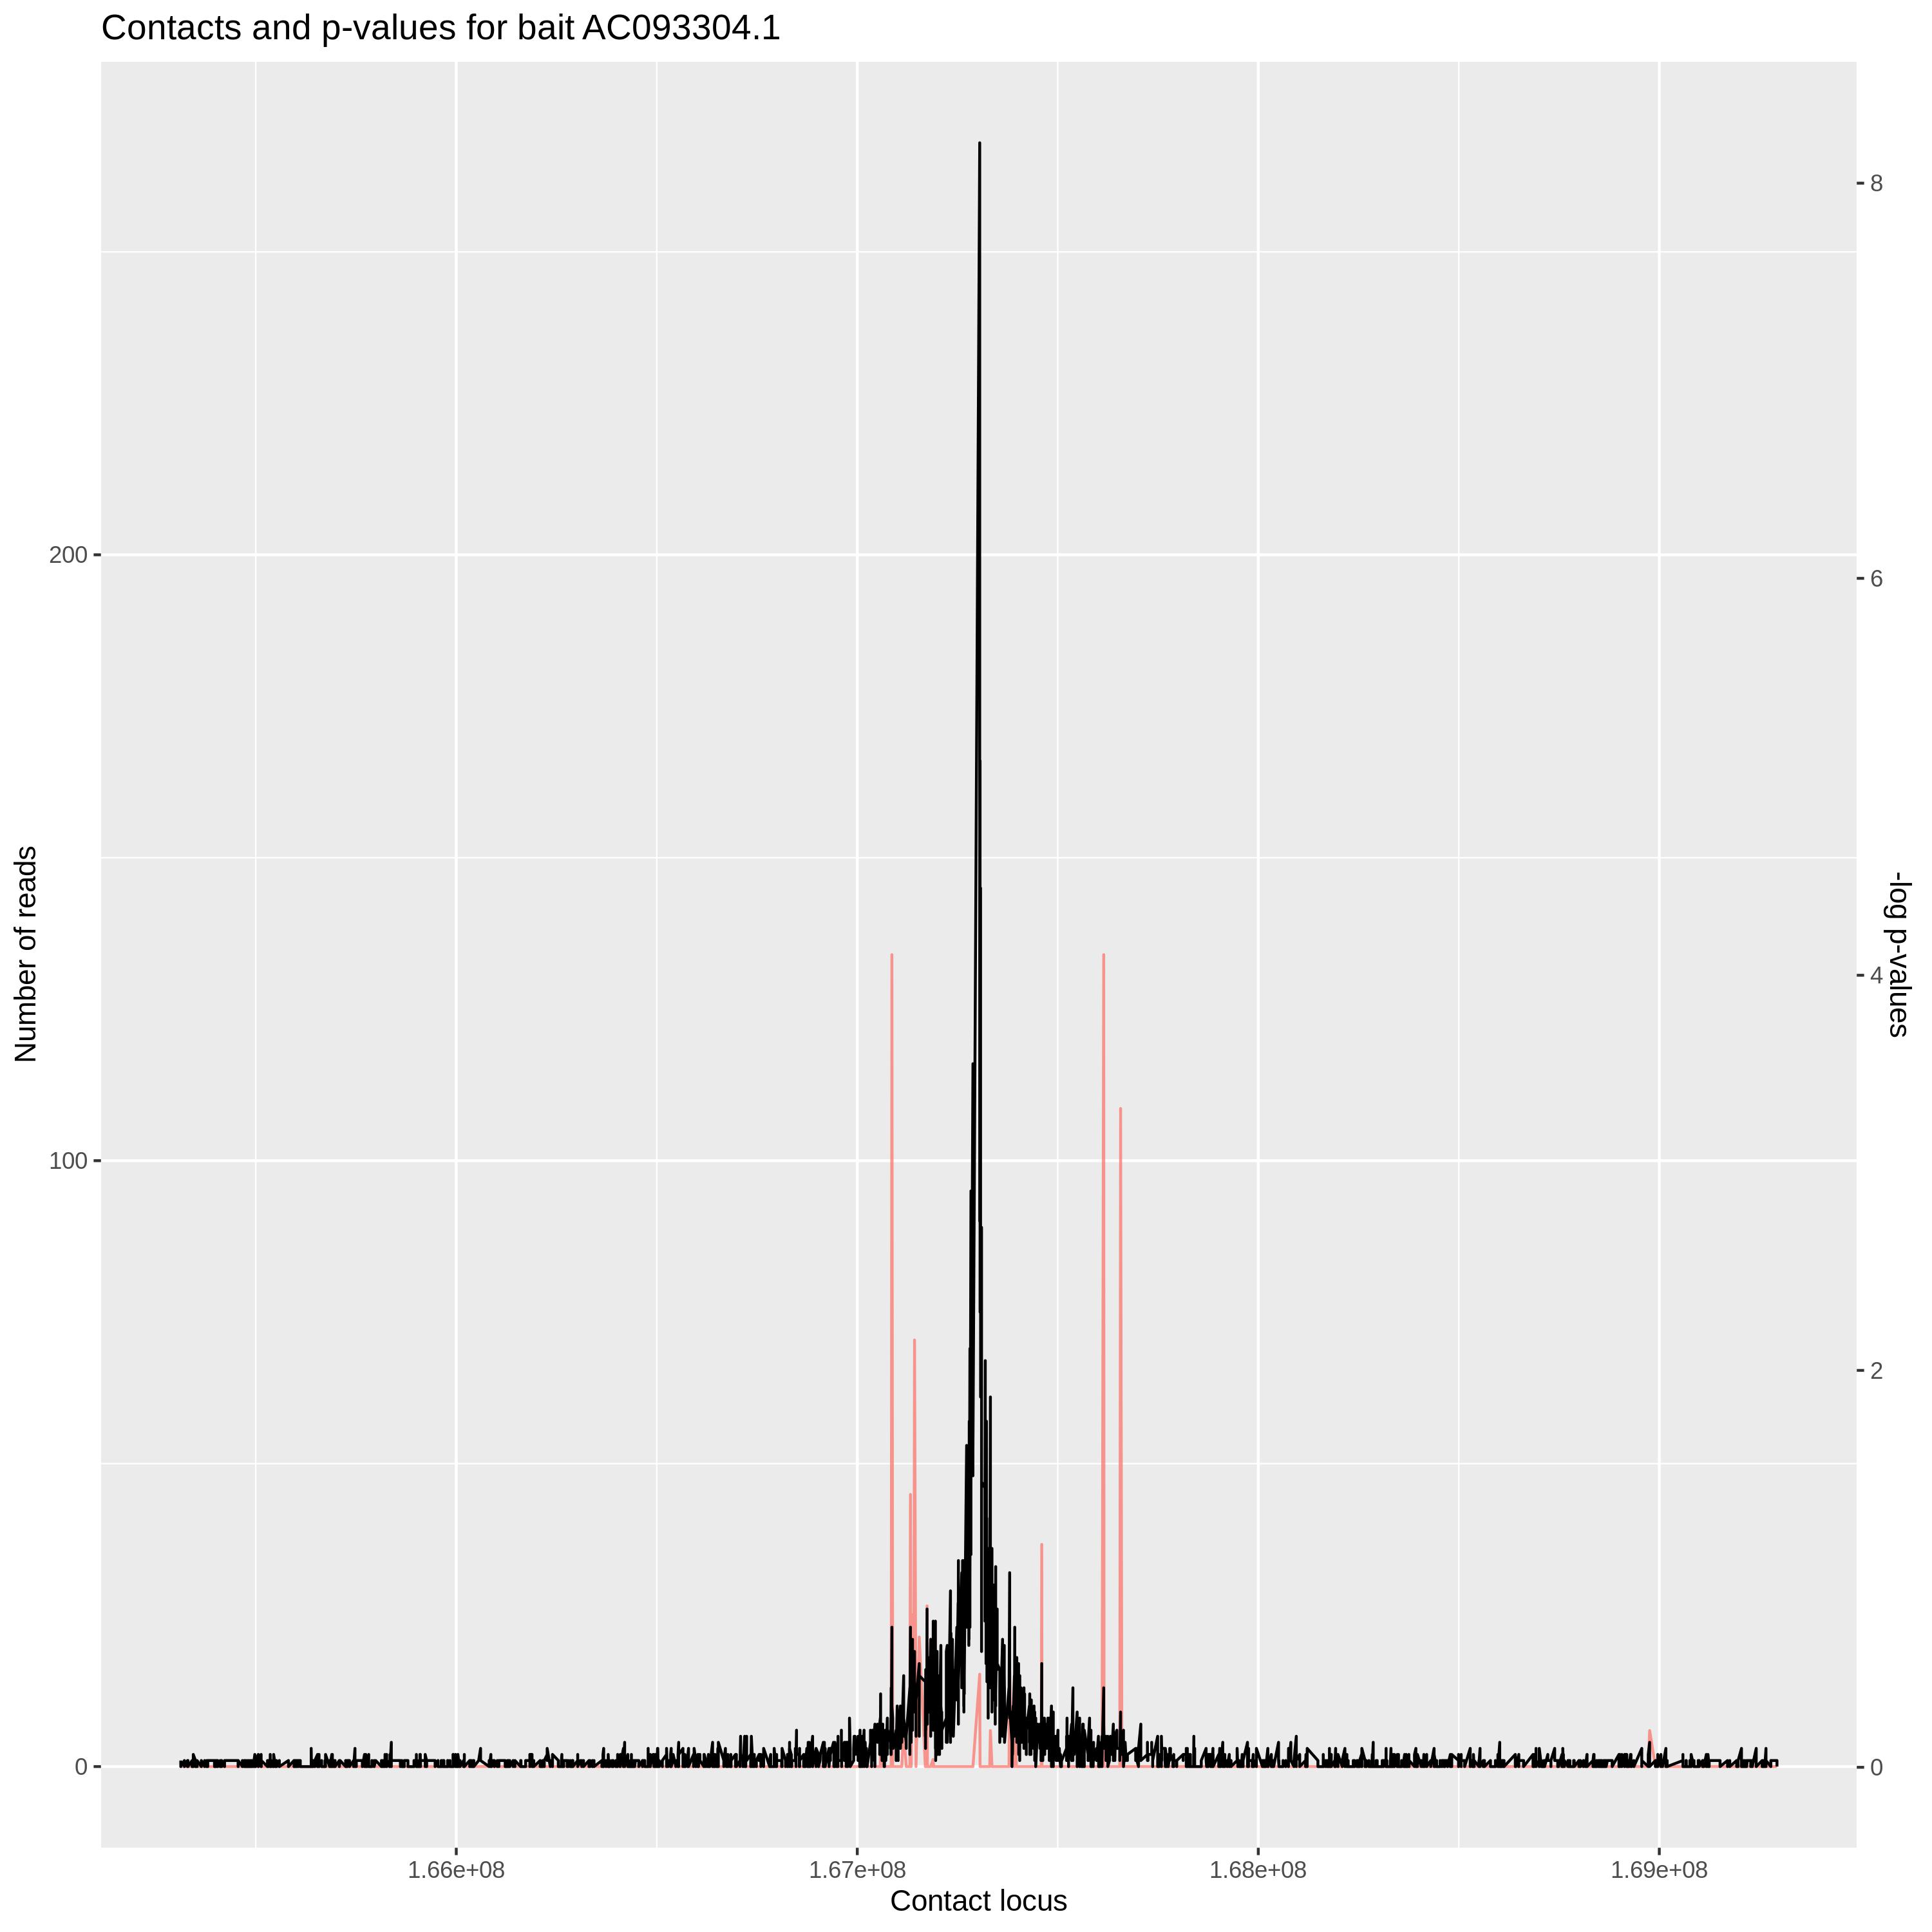 Contacts and p-values for bait AC093304.1
Number of reads
200
100
0
8
6
4
2
0
-log p-values
1.66e+08
1.67e+08
1.68e+08
1.69e+08
Contact locus